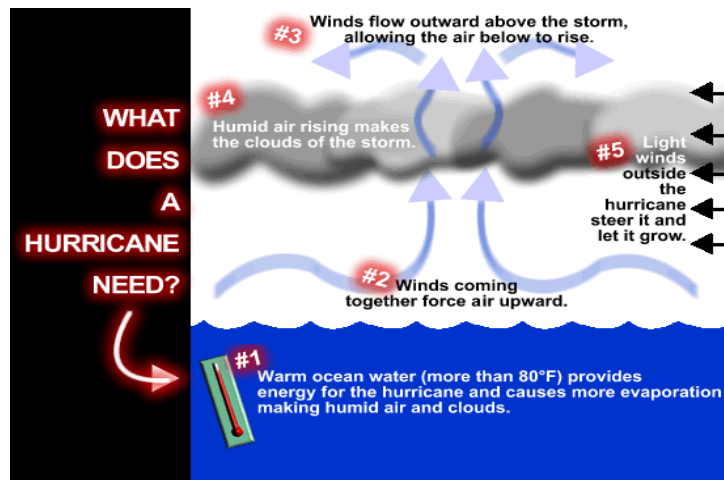 WHAT
DOES
A
HURRICANE
NEED?
#1
Warm ocean water (more than 80°F) provides
energy for the hurricane and causes more evaporation
making humid air and clouds.
#2
Winds coming
together force air upward.
#3
Winds flow outward above the storm,
allowing the air below to rise.
#4
Humid air rising makes
the clouds of the storm.
#5
Light
winds
outside
the
hurricane
steer it and
let it grow.